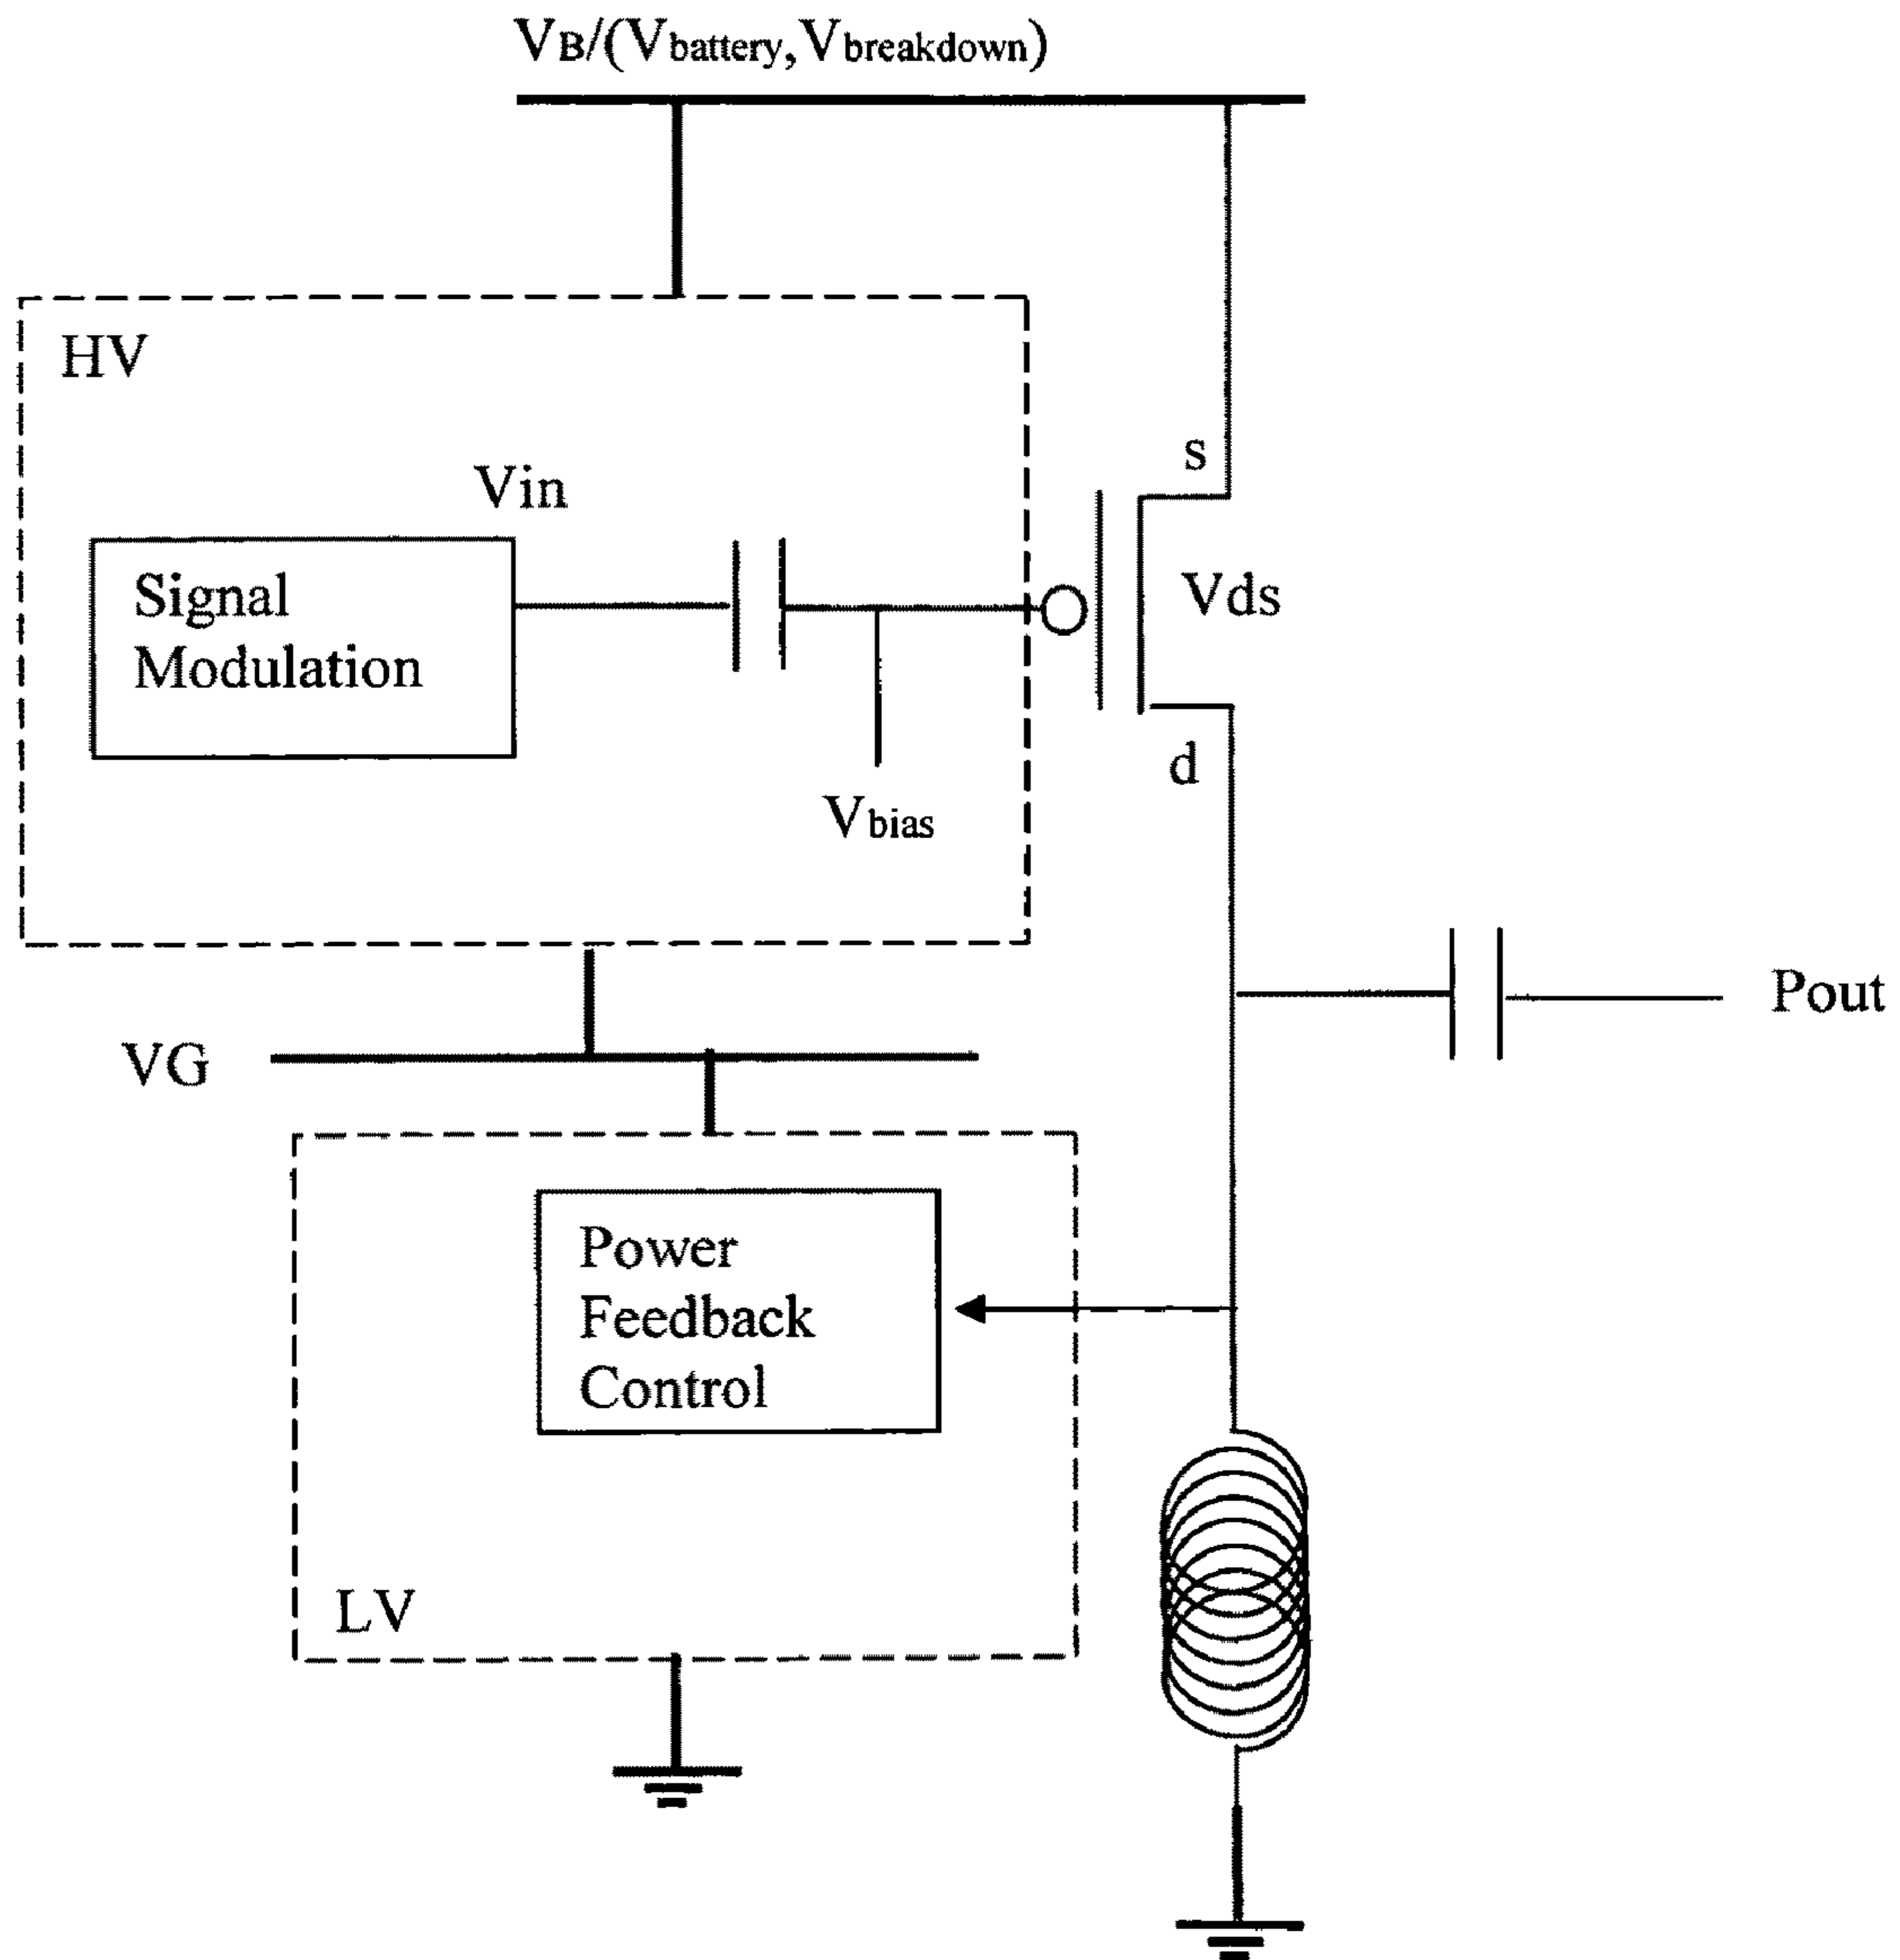 VB/(Vbattery, Vbreakdown)
HV
s
Vin
Signal
Modulation
Vds
d
Vbias
Pout
VG
Power
Feedback
Control
LV